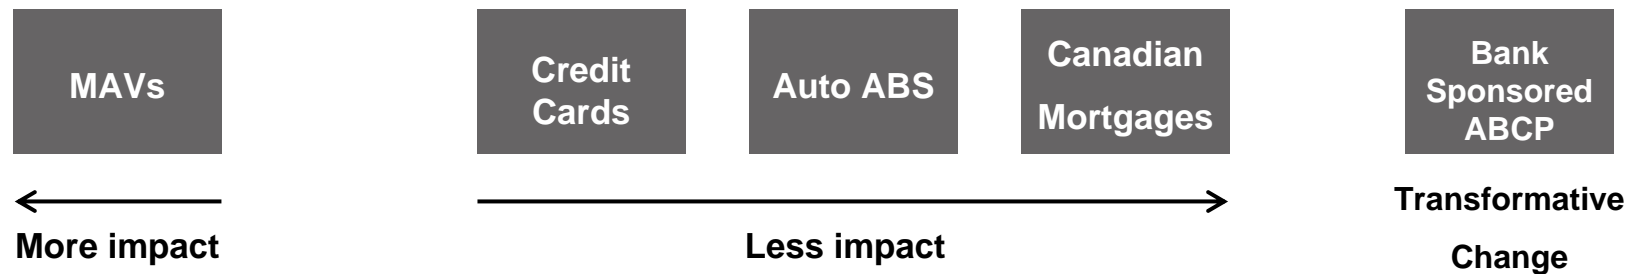 MAVs
Credit
Cards
Auto ABS
Canadian
Mortgages
Bank
Sponsored
ABCP
More impact
Less impact
Transformative
Change